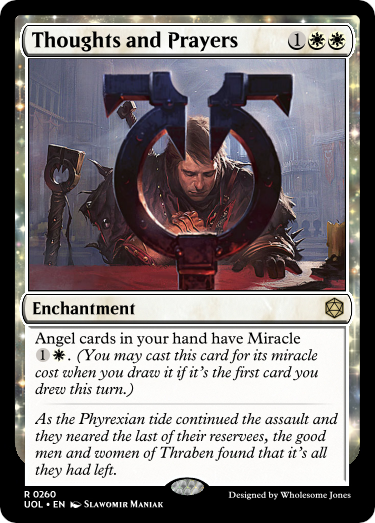 Thoughts and Prayers 1
Enchantment
Angel cards in your hand have Miracle
1. (You may cast this card for its miracle
cost when you draw it if it's the first card you
drew this turn.)
As the Phyrexian tide continued the assault and
they neared the last of their reservees, the good
men and women of Thraben found that it's all
they had left.
R 0260
UOL • EN Slawomir Maniak
Designed by Wholesome Jones